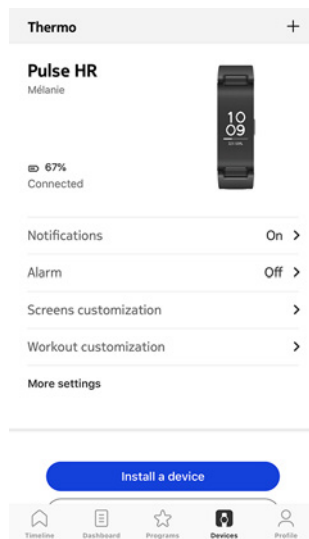 Thermo
+
Pulse HR
Mélanie
10
09
67%
Connected
Notifications On >
Alarm Off >
Screens customization >
Workout customization >
More settings
Install a device
Timeline Dashboard Programs Devices Profile